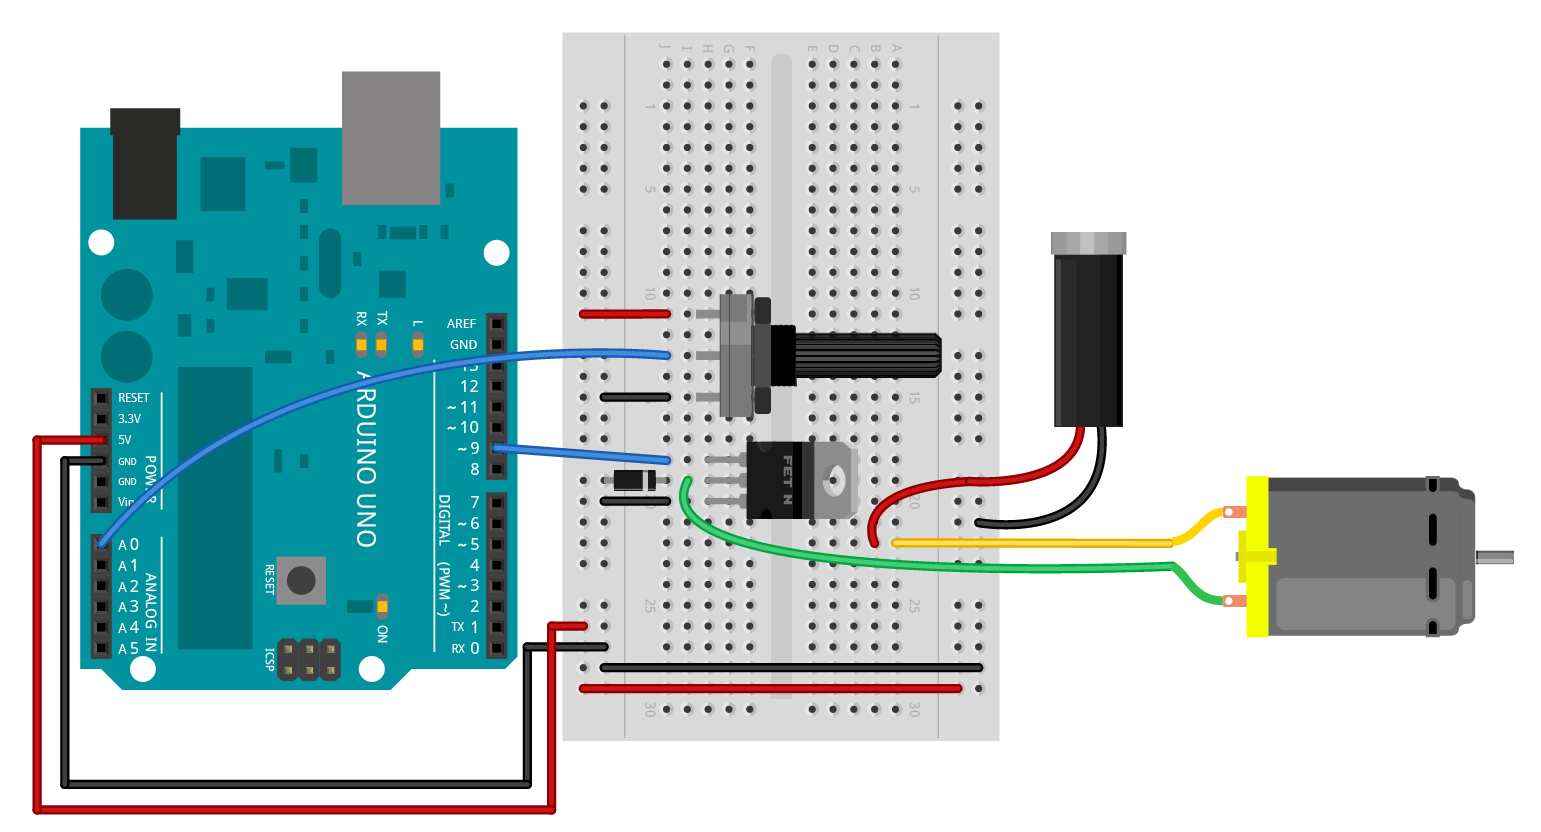 J I H G F E D C B A
1 1
5 5
10 10
15 15
20
25 25
30 30
RX TX L
AREF
GND
13
12
~11
~10
~9
8
7
~6
~5
4
~3
2
TX 1
RX 0
DIGITAL (PWM~)
ARDUINO UNO
RESET
3.3V
5V
GND
GND
Vin
POWER
A0
A1
A2
A3
A4
A5
ANALOG IN
RESET
ICSP
ON
FET N